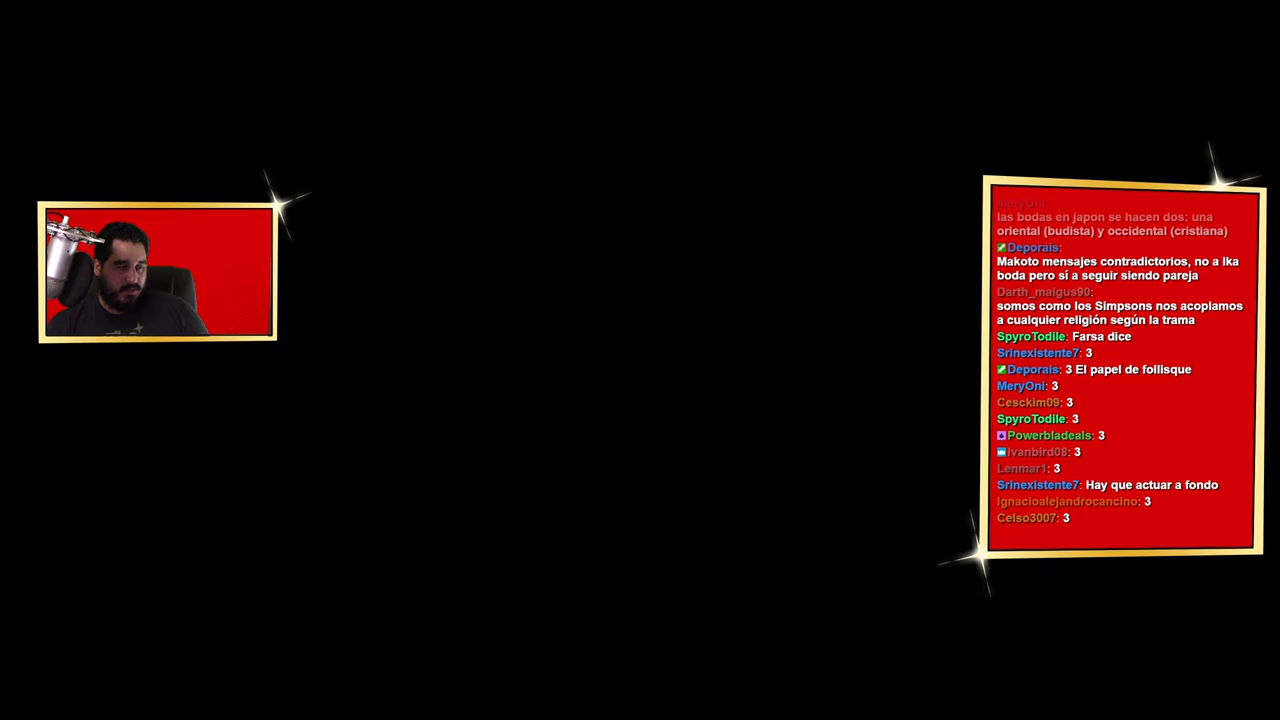 MeryOni:
las bodas en japon se hacen dos: una
oriental (budista) y occidental (cristiana)
Deporais:
Makoto mensajes contradictorios, no a lka
boda pero sí a seguir siendo pareja
Darth_malgus90:
somos como los Simpsons nos acoplamos
a cualquier religión según la trama
SpyroTodile: Farsa dice
Srinexistente7: 3
Deporais: 3 El papel de follisque
MeryOni: 3
Cesckim09: 3
SpyroTodile: 3
Powerbladeals: 3
Ivanbird08: 3
Lenmar1: 3
Srinexistente7: Hay que actuar a fondo
Ignacioalejandrocancino: 3
Celso3007: 3